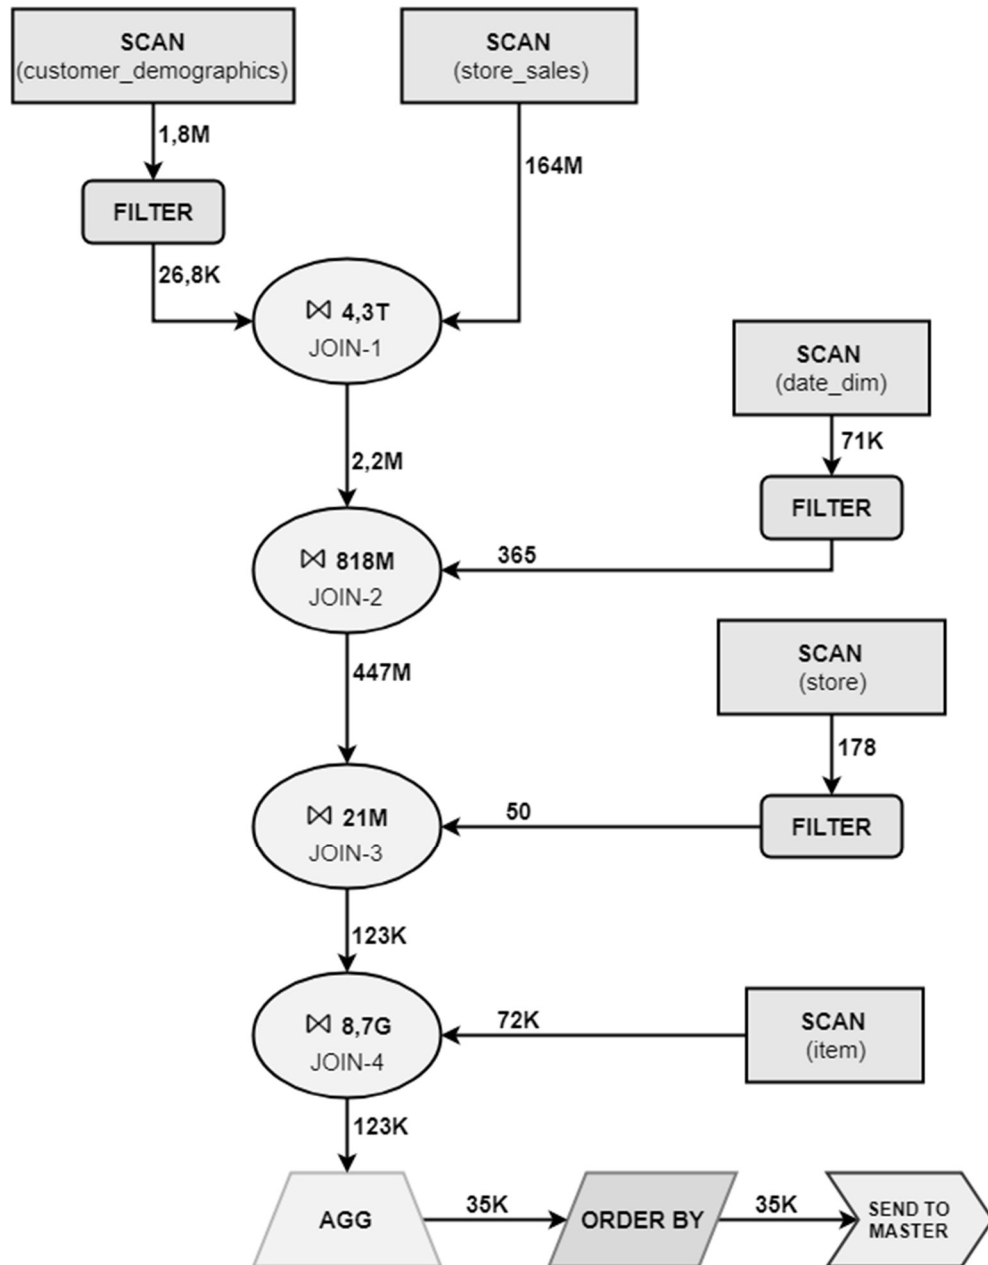 SCAN
(customer_demographics)
SCAN
(store_sales)
1,8M
164M
FILTER
26,8K
⋈ 4,3T
JOIN-1
SCAN
(date_dim)
71K
2,2M
FILTER
⋈ 818M
JOIN-2
365
447M
SCAN
(store)
178
⋈ 21M
JOIN-3
50
FILTER
123K
⋈ 8,7G
JOIN-4
72K
SCAN
(item)
123K
AGG
35K
ORDER BY
35K
SEND TO
MASTER